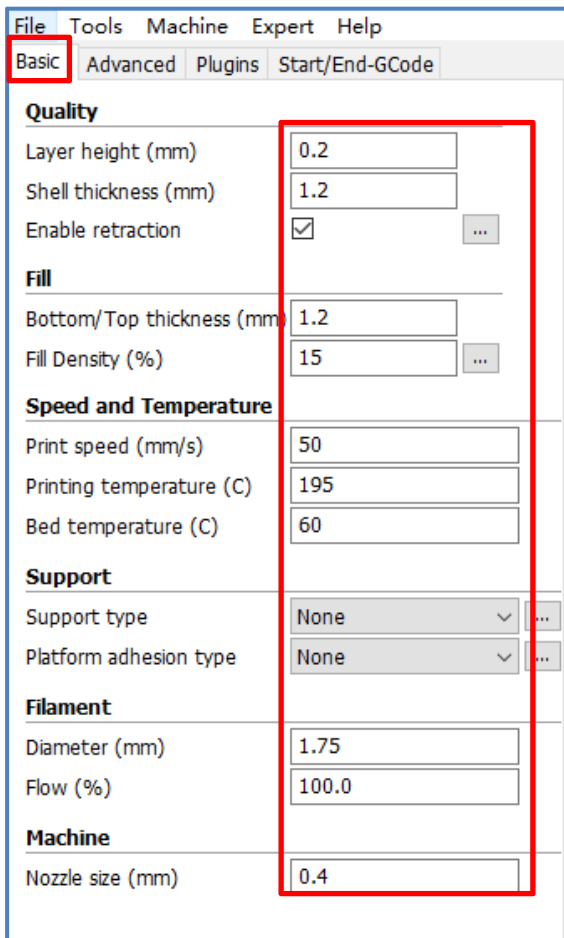 File Tools Machine Expert Help
Basic Advanced Plugins Start/End-GCode
Quality
Layer height (mm) 0.2
Shell thickness (mm) 1.2
Enable retraction ...
Fill
Bottom/Top thickness (mm) 1.2
Fill Density (%) 15 ...
Speed and Temperature
Print speed (mm/s) 50
Printing temperature (C) 195
Bed temperature (C) 60
Support
Support type None ...
Platform adhesion type None ...
Filament
Diameter (mm) 1.75
Flow (%) 100.0
Machine
Nozzle size (mm) 0.4